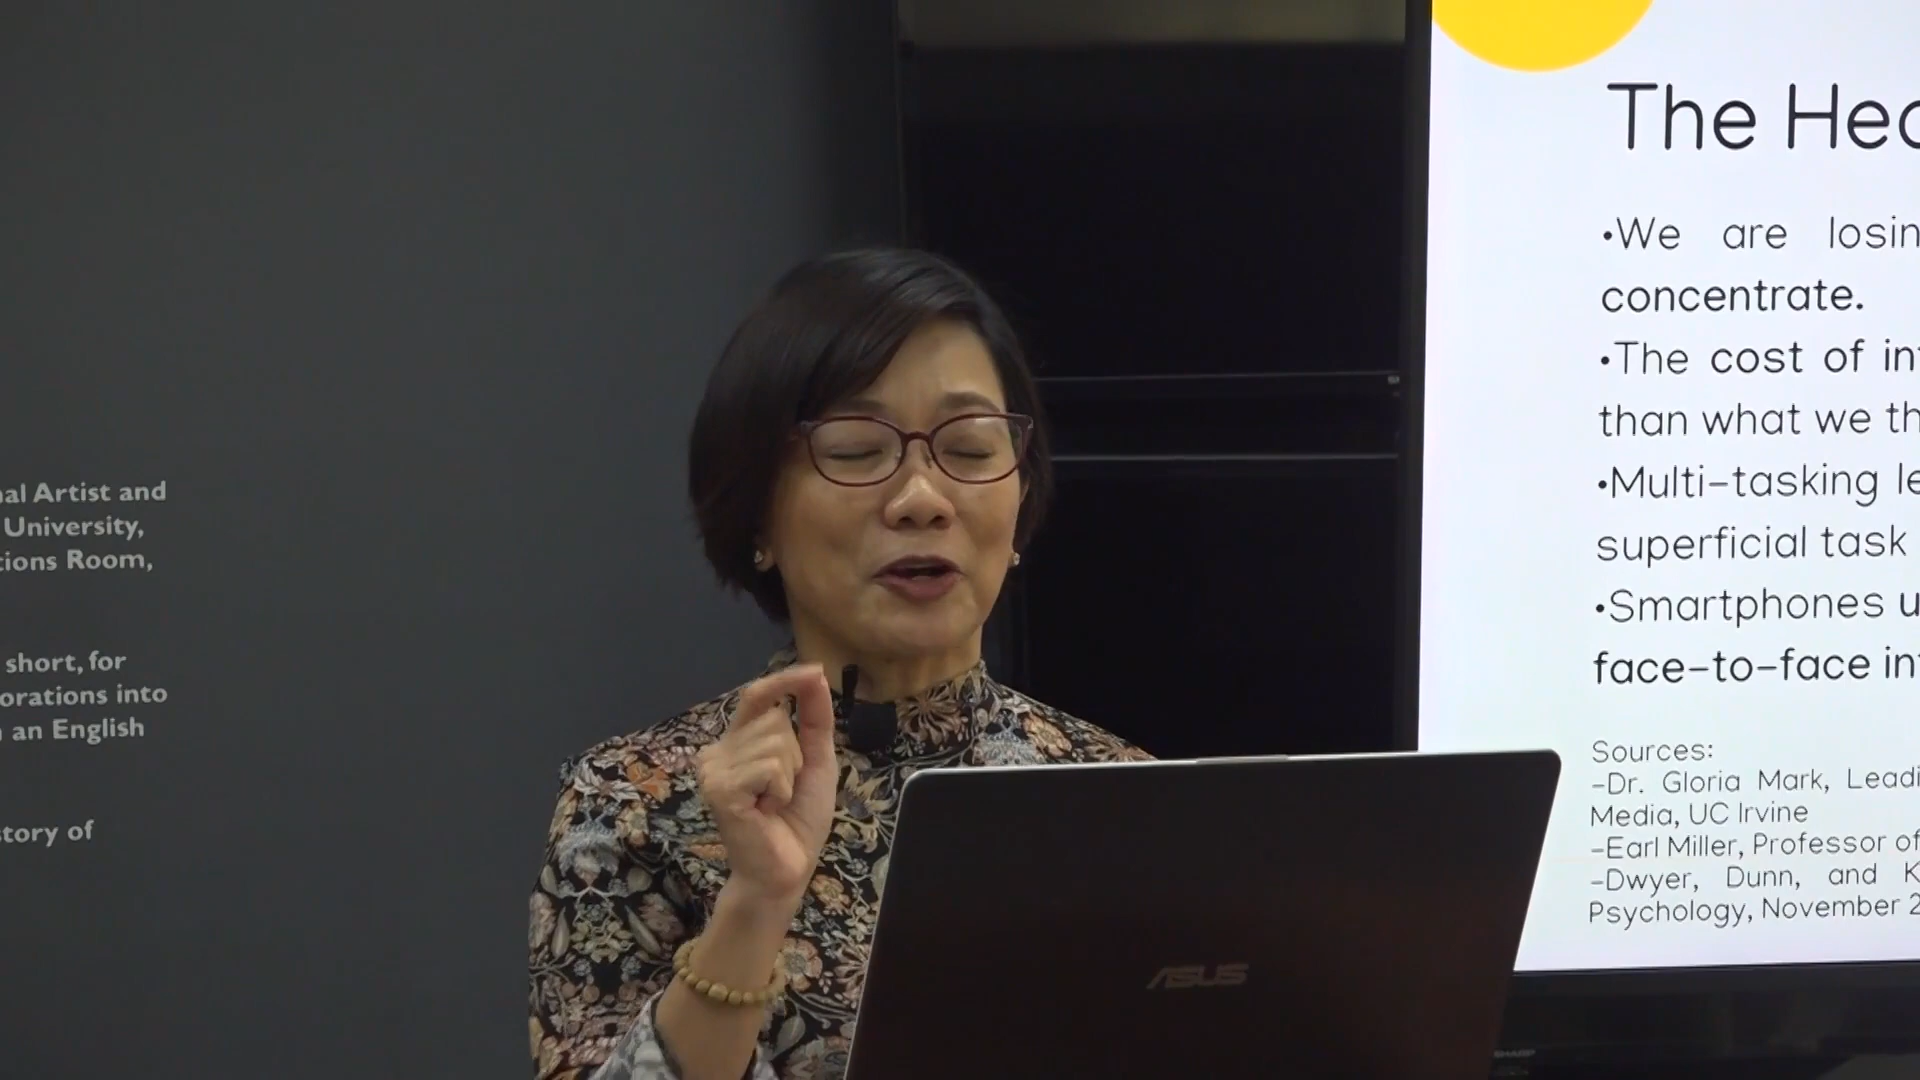 nal Artist and
University,
tions Room,
short, for
orations into
an English
story of
The Hea
•We are losin
concentrate.
•The cost of in
than what we th
•Multi-tasking le
superficial task
•Smartphones u
face-to-face in
Sources:
-Dr. Gloria Mark, Leadi
Media, UC Irvine
-Earl Miller, Professor of
-Dwyer, Dunn, and K
Psychology, November 2
ASUS
SHARP